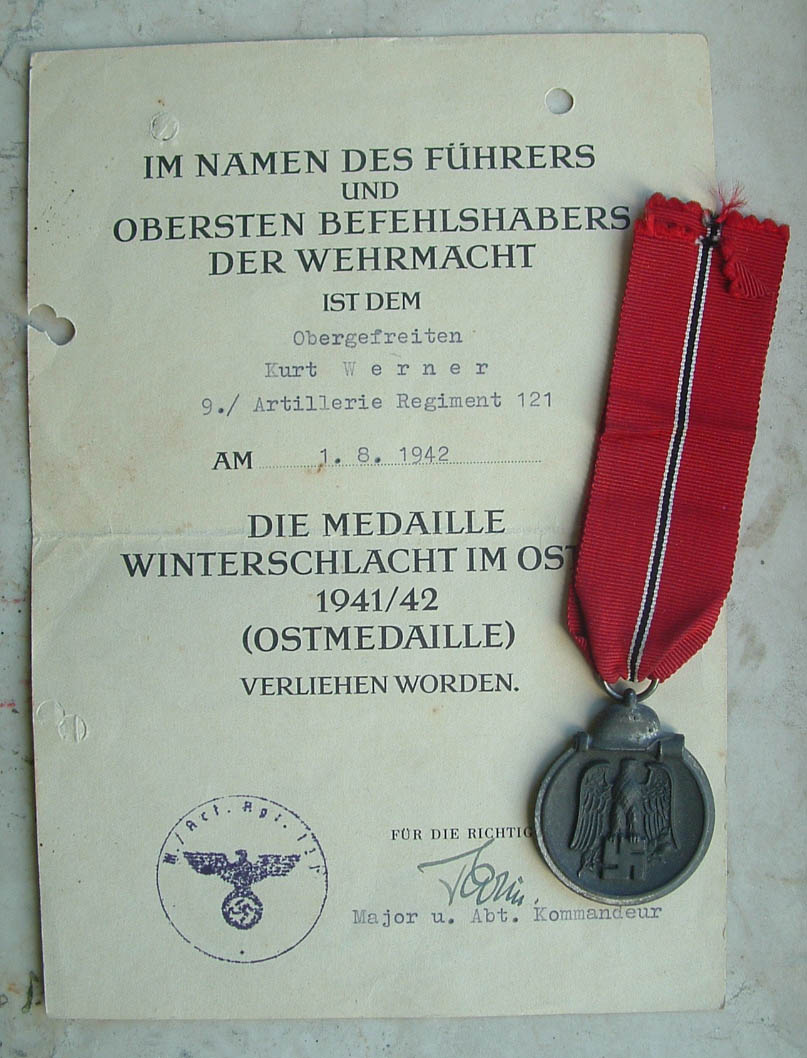 IM NAMEN DES FÜHRERS
UND
OBERSTEN BEFEHLSHABERS
DER WEHRMACHT
IST DEM
Obergefreiten
Kurt Werner
9./ Artillerie Regiment 121
AM 1. 8. 1942
DIE MEDAILLE
WINTERSCHLACHT IM OST
1941/42
(OSTMEDAILLE)
VERLIEHEN WORDEN.
FÜR DIE RICHTIG
Major u. Abt. Kommandeur